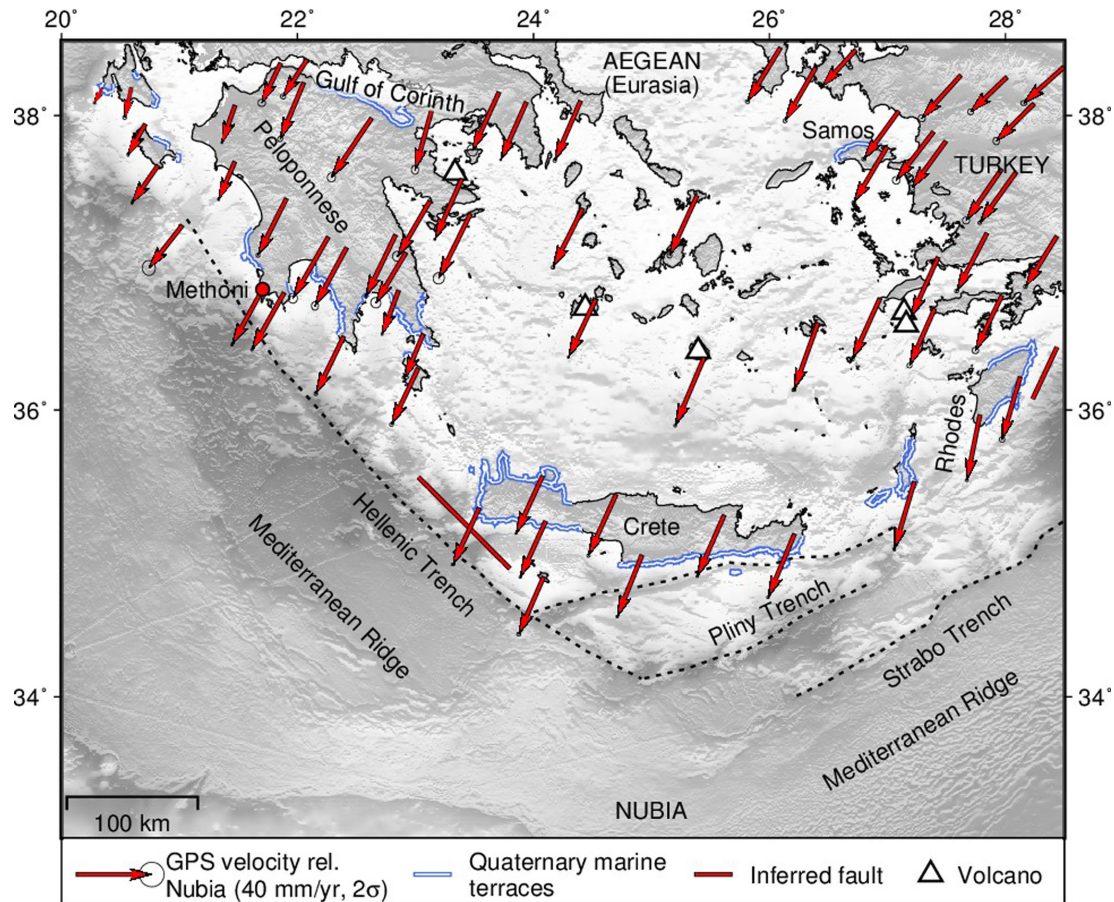 20° 22° 24° 26° 28°
AEGEAN
(Eurasia)
Gulf of Corinth
38° 38°
Samos
Peloponnese
TURKEY
Methoni
36° 36°
Rhodes
Crete
Hellenic Trench
Mediterranean Ridge
Pliny Trench
Strabo Trench
34° 34°
Mediterranean Ridge
NUBIA
100 km
GPS velocity rel.
Nubia (40 mm/yr, 2σ)
Quaternary marine
terraces
Inferred fault
Volcano